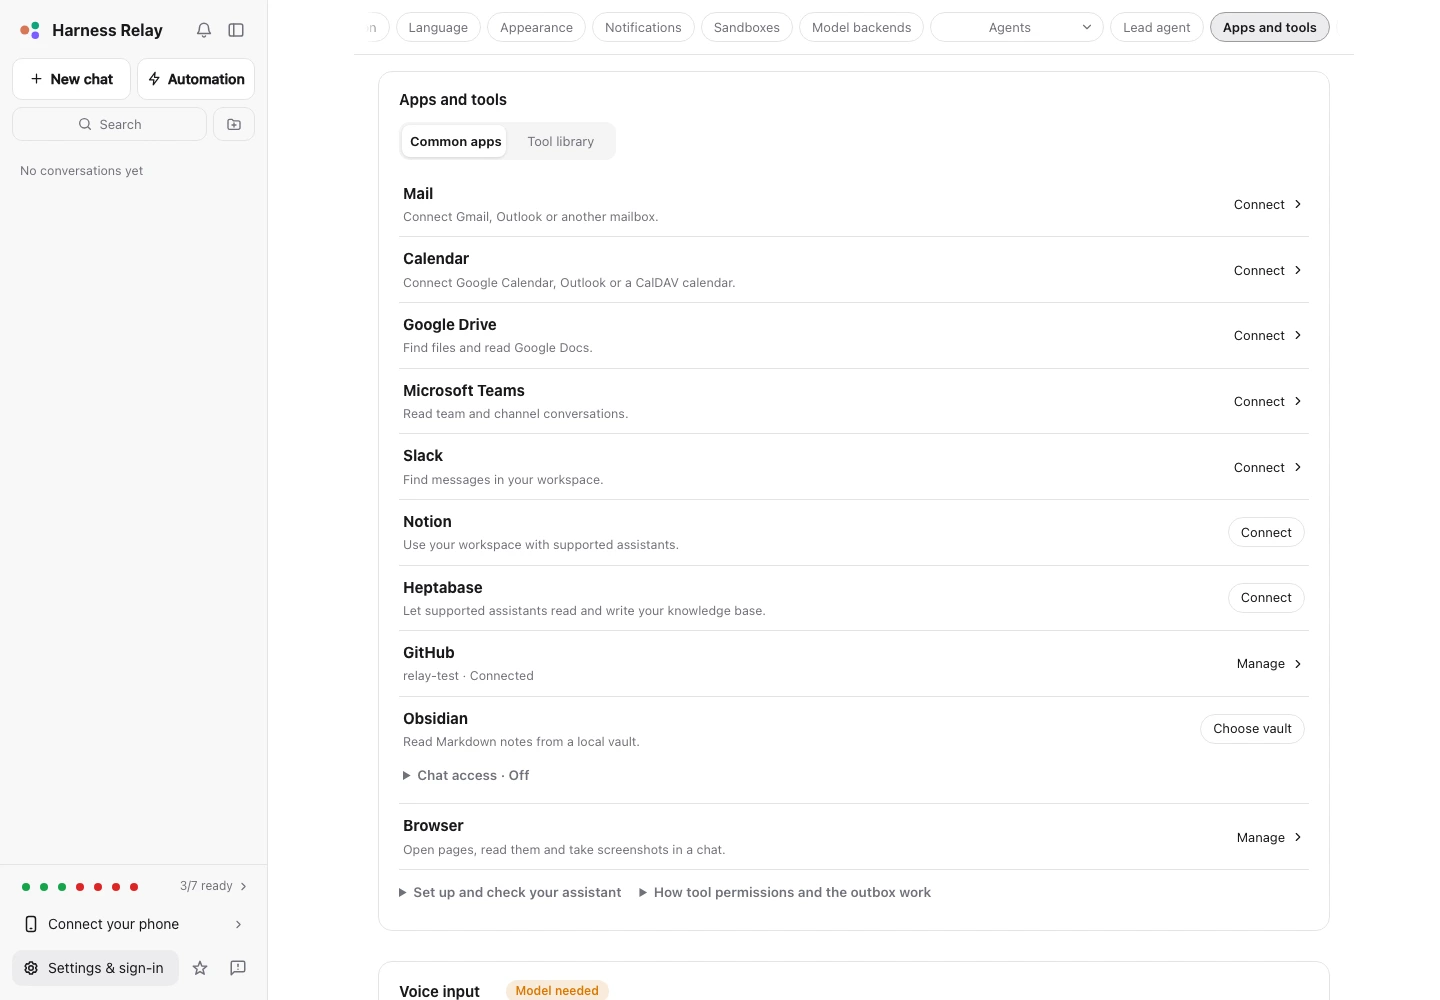 Harness Relay
New chat
Automation
Search
No conversations yet
3/7 ready
Connect your phone
Settings & sign-in
n
Language
Appearance
Notifications
Sandboxes
Model backends
Agents
Lead agent
Apps and tools
Apps and tools
Common apps
Tool library
Mail
Connect Gmail, Outlook or another mailbox.
Connect
Calendar
Connect Google Calendar, Outlook or a CalDAV calendar.
Connect
Google Drive
Find files and read Google Docs.
Connect
Microsoft Teams
Read team and channel conversations.
Connect
Slack
Find messages in your workspace.
Connect
Notion
Use your workspace with supported assistants.
Connect
Heptabase
Let supported assistants read and write your knowledge base.
Connect
GitHub
relay-test · Connected
Manage
Obsidian
Read Markdown notes from a local vault.
Choose vault
Chat access · Off
Browser
Open pages, read them and take screenshots in a chat.
Manage
Set up and check your assistant
How tool permissions and the outbox work
Voice input
Model needed